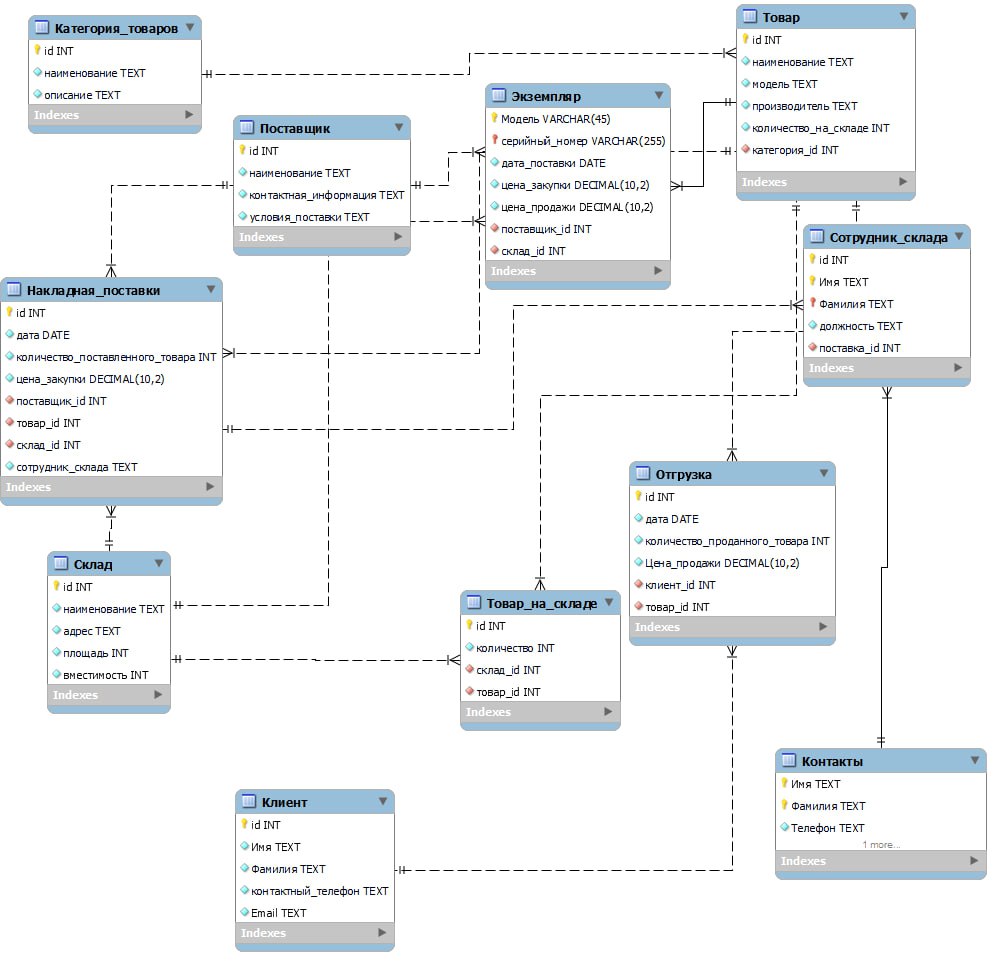 Категория_товаров
id INT
наименование TEXT
описание TEXT
Indexes
Товар
id INT
наименование TEXT
модель TEXT
производитель TEXT
количество_на_складе INT
категория_id INT
Indexes
Экземпляр
Модель VARCHAR(45)
серийный_номер VARCHAR(255)
дата_поставки DATE
цена_закупки DECIMAL(10,2)
цена_продажи DECIMAL(10,2)
поставщик_id INT
склад_id INT
Indexes
Поставщик
id INT
наименование TEXT
контактная_информация TEXT
условия_поставки TEXT
Indexes
Сотрудник_склада
id INT
Имя TEXT
Фамилия TEXT
должность TEXT
поставка_id INT
Indexes
Накладная_поставки
id INT
дата DATE
количество_поставленного_товара INT
цена_закупки DECIMAL(10,2)
поставщик_id INT
товар_id INT
склад_id INT
сотрудник_склада TEXT
Indexes
Отгрузка
id INT
дата DATE
количество_проданного_товара INT
Цена_продажи DECIMAL(10,2)
клиент_id INT
товар_id INT
Indexes
Склад
id INT
наименование TEXT
адрес TEXT
площадь INT
вместимость INT
Indexes
Товар_на_складе
id INT
количество INT
склад_id INT
товар_id INT
Indexes
Контакты
Имя TEXT
Фамилия TEXT
Телефон TEXT
1 more...
Indexes
Клиент
id INT
Имя TEXT
Фамилия TEXT
контактный_телефон TEXT
Email TEXT
Indexes